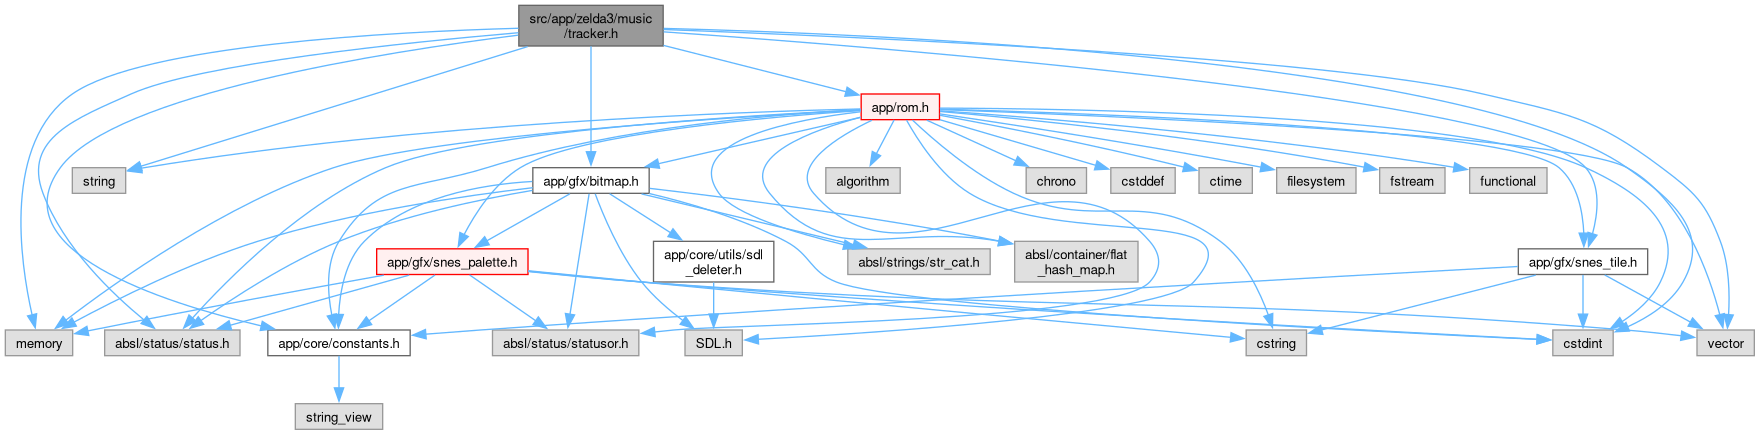 src/app/zelda3/music
/tracker.h
app/rom.h
string
app/gfx/bitmap.h
algorithm
chrono
cstddef
ctime
filesystem
fstream
functional
app/gfx/snes_palette.h
app/core/utils/sdl
_deleter.h
absl/strings/str_cat.h
absl/container/flat
_hash_map.h
app/gfx/snes_tile.h
memory
absl/status/status.h
app/core/constants.h
absl/status/statusor.h
SDL.h
cstring
cstdint
vector
string_view